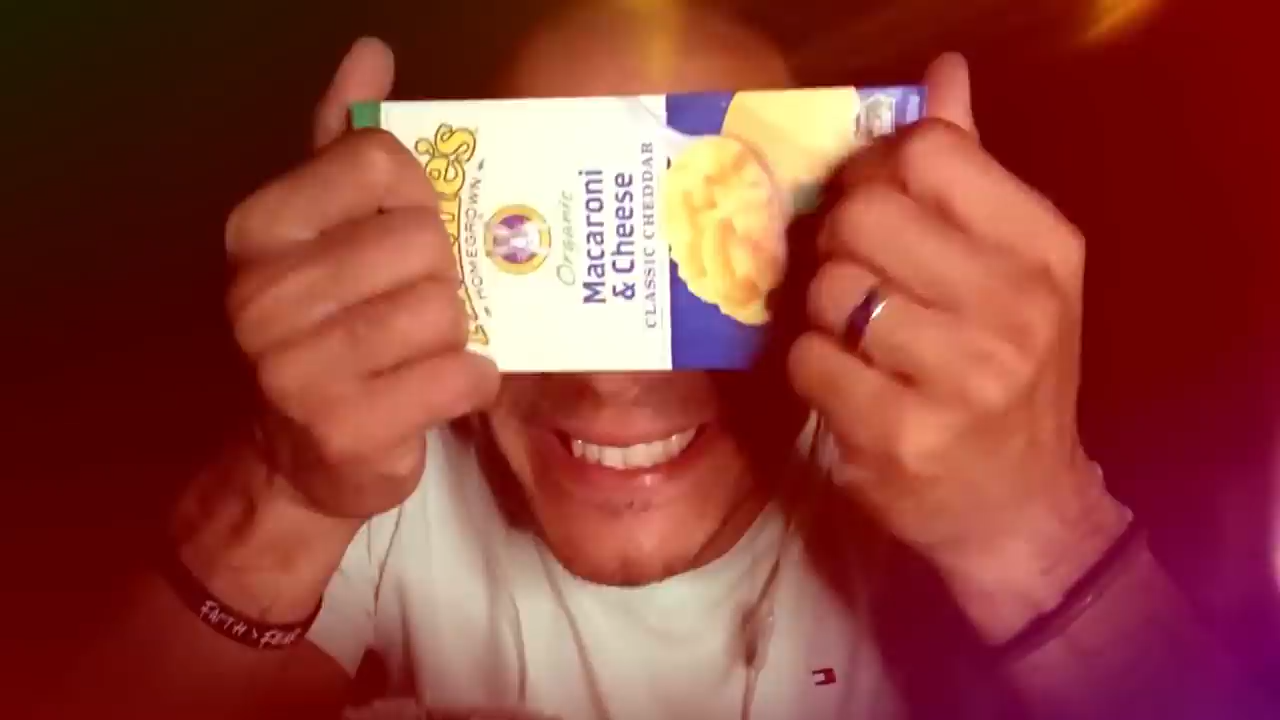 HOMEGROWN
Organic
Macaroni
& Cheese
CLASSIC CHEDDAR
FAITH > FEAR